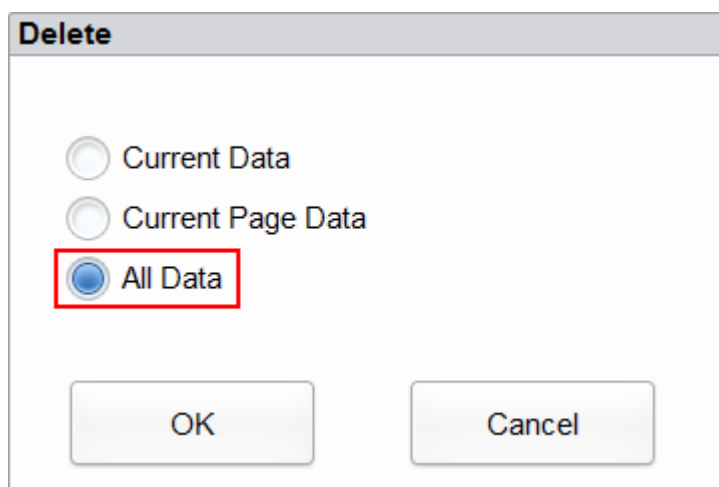 Delete
Current Data
Current Page Data
All Data
OK Cancel